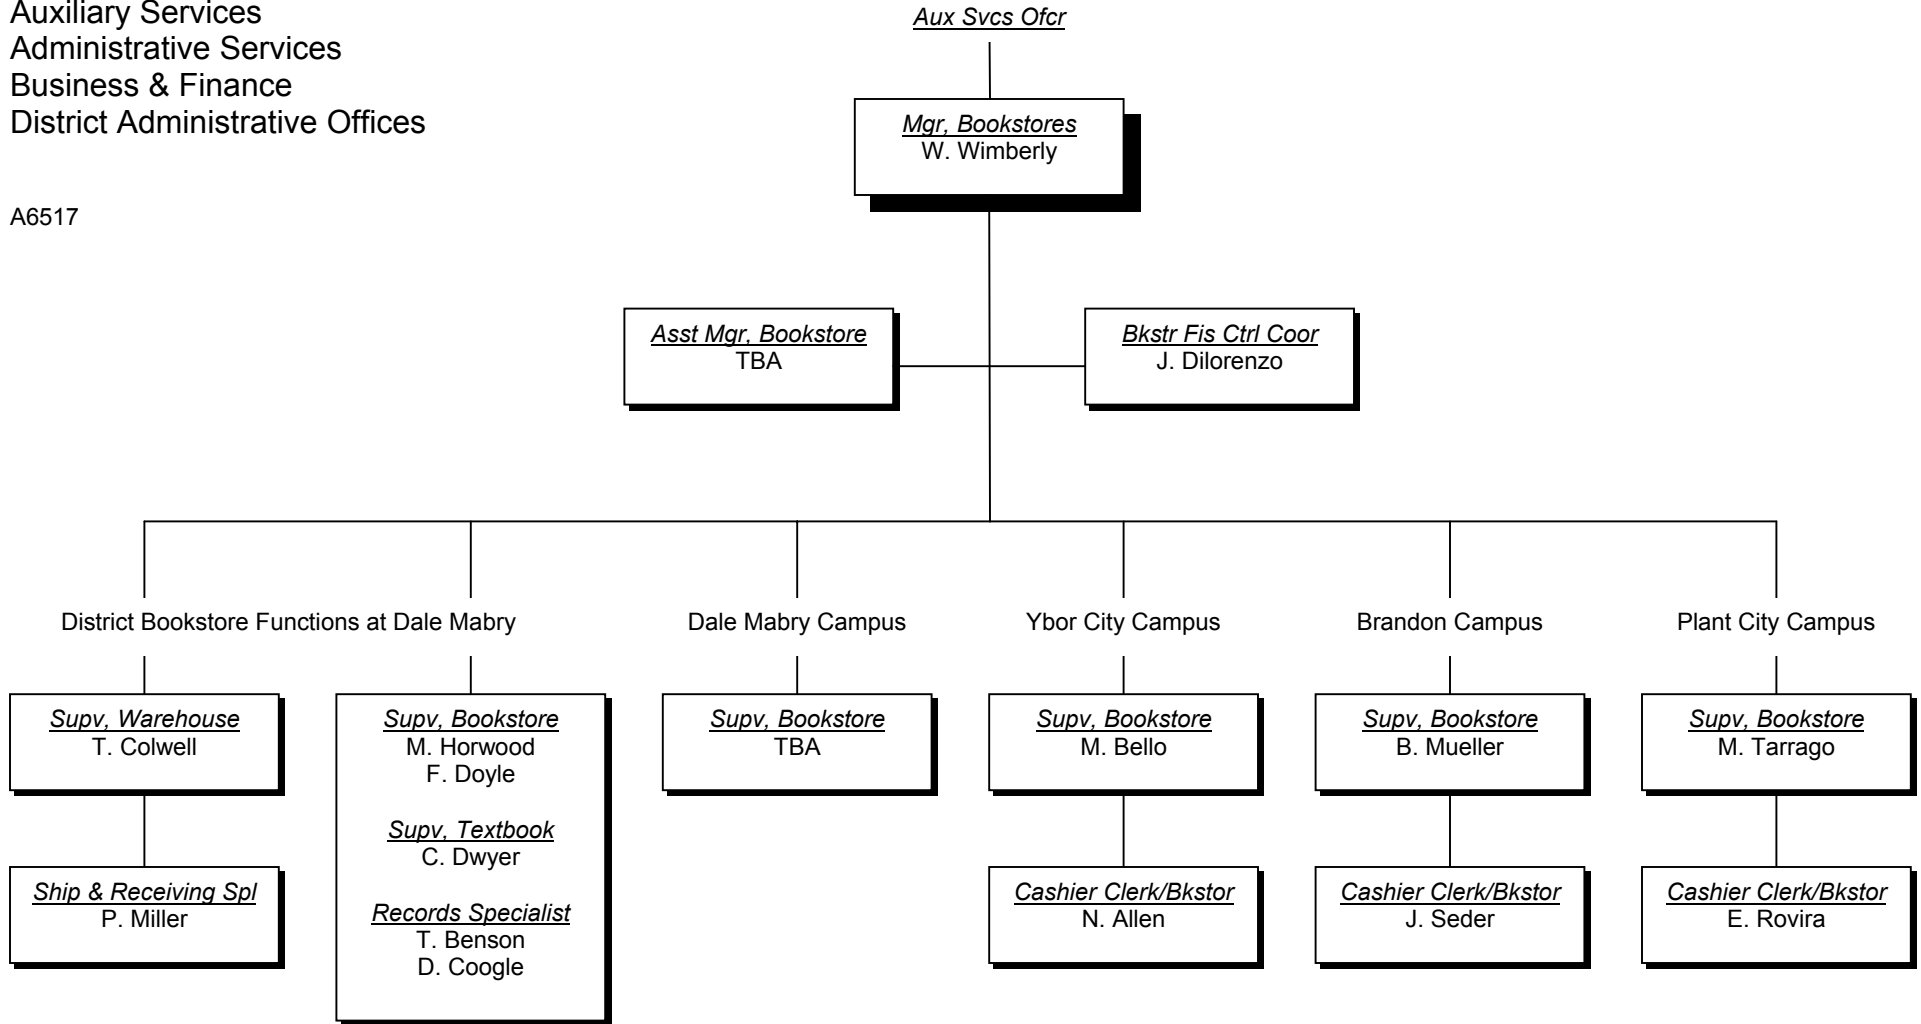 Auxiliary Services
Administrative Services
Business & Finance
District Administrative Offices
A6517
Aux Svcs Ofcr
Mgr, Bookstores
W. Wimberly
Asst Mgr, Bookstore
TBA
Bkstr Fis Ctrl Coor
J. Dilorenzo
District Bookstore Functions at Dale Mabry
Dale Mabry Campus
Ybor City Campus
Brandon Campus
Plant City Campus
Supv, Warehouse
T. Colwell
Ship & Receiving Spl
P. Miller
Supv, Bookstore
M. Horwood
F. Doyle
Supv, Textbook
C. Dwyer
Records Specialist
T. Benson
D. Coogle
Supv, Bookstore
TBA
Supv, Bookstore
M. Bello
Cashier Clerk/Bkstor
N. Allen
Supv, Bookstore
B. Mueller
Cashier Clerk/Bkstor
J. Seder
Supv, Bookstore
M. Tarrago
Cashier Clerk/Bkstor
E. Rovira